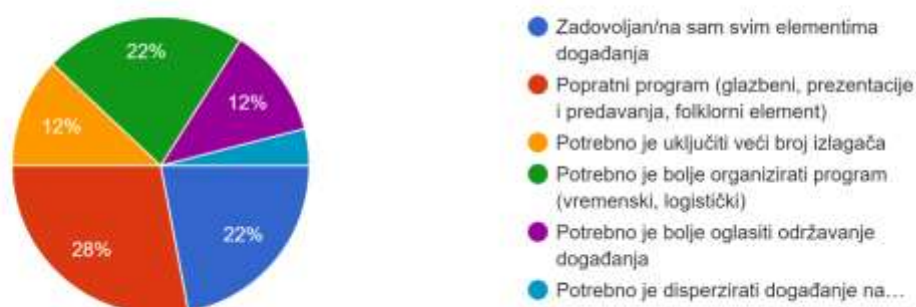 22%
12%
12%
28%
22%
Zadovoljan/na sam svim elementima
događanja
Popratni program (glazbeni, prezentacije
i predavanja, folklorni element)
Potrebno je uključiti veći broj izlagača
Potrebno je bolje organizirati program
(vremenski, logistički)
Potrebno je bolje oglasiti održavanje
događanja
Potrebno je disperzirati događanje na…